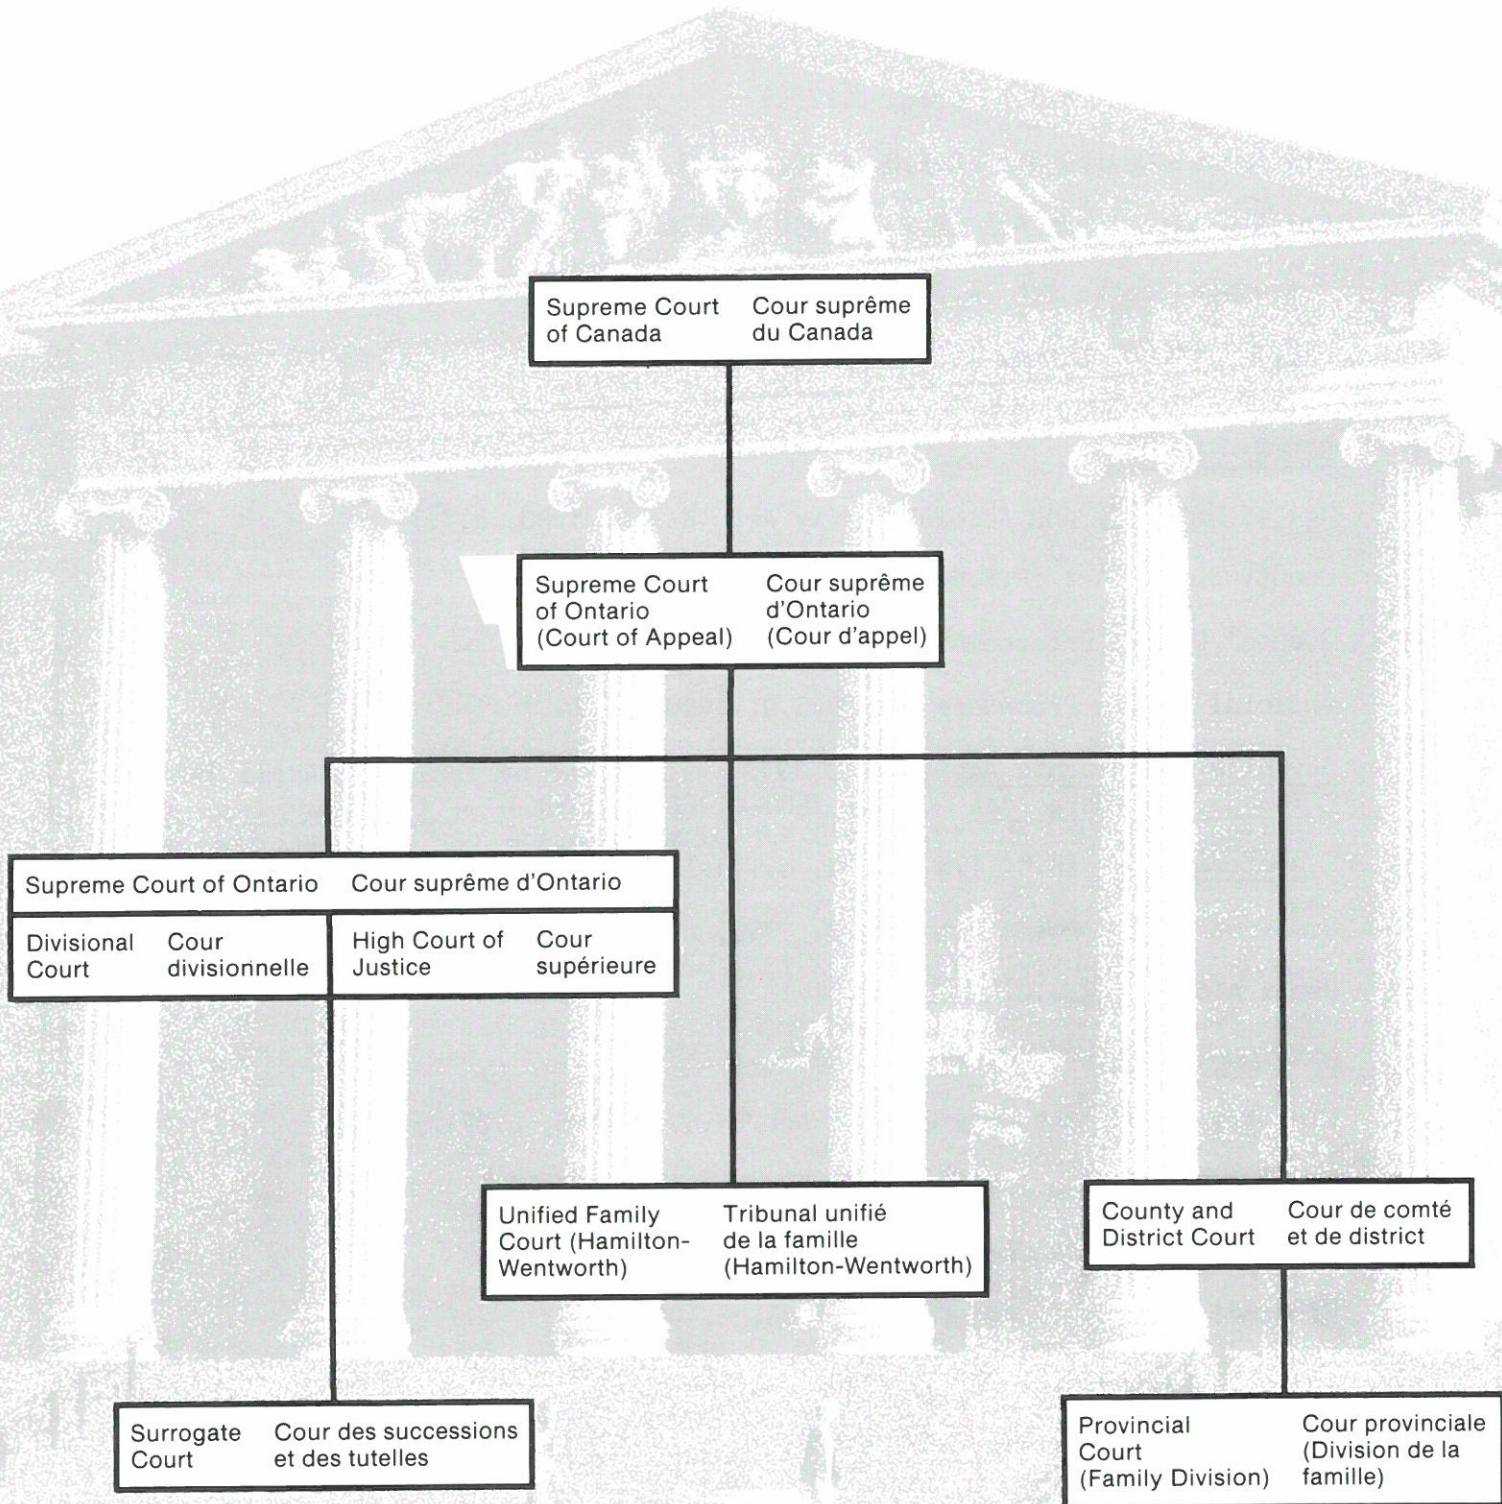 Supreme Court
of Canada
Cour suprême
du Canada
Supreme Court
of Ontario
(Court of Appeal)
Cour suprême
d'Ontario
(Cour d'appel)
Supreme Court of Ontario
Cour suprême d'Ontario
Divisional
Court
Cour
divisionnelle
High Court of
Justice
Cour
supérieure
Unified Family
Court (Hamilton-
Wentworth)
Tribunal unifié
de la famille
(Hamilton-Wentworth)
County and
District Court
Cour de comté
et de district
Surrogate
Court
Cour des successions
et des tutelles
Provincial
Court
(Family Division)
Cour provinciale
(Division de la
famille)